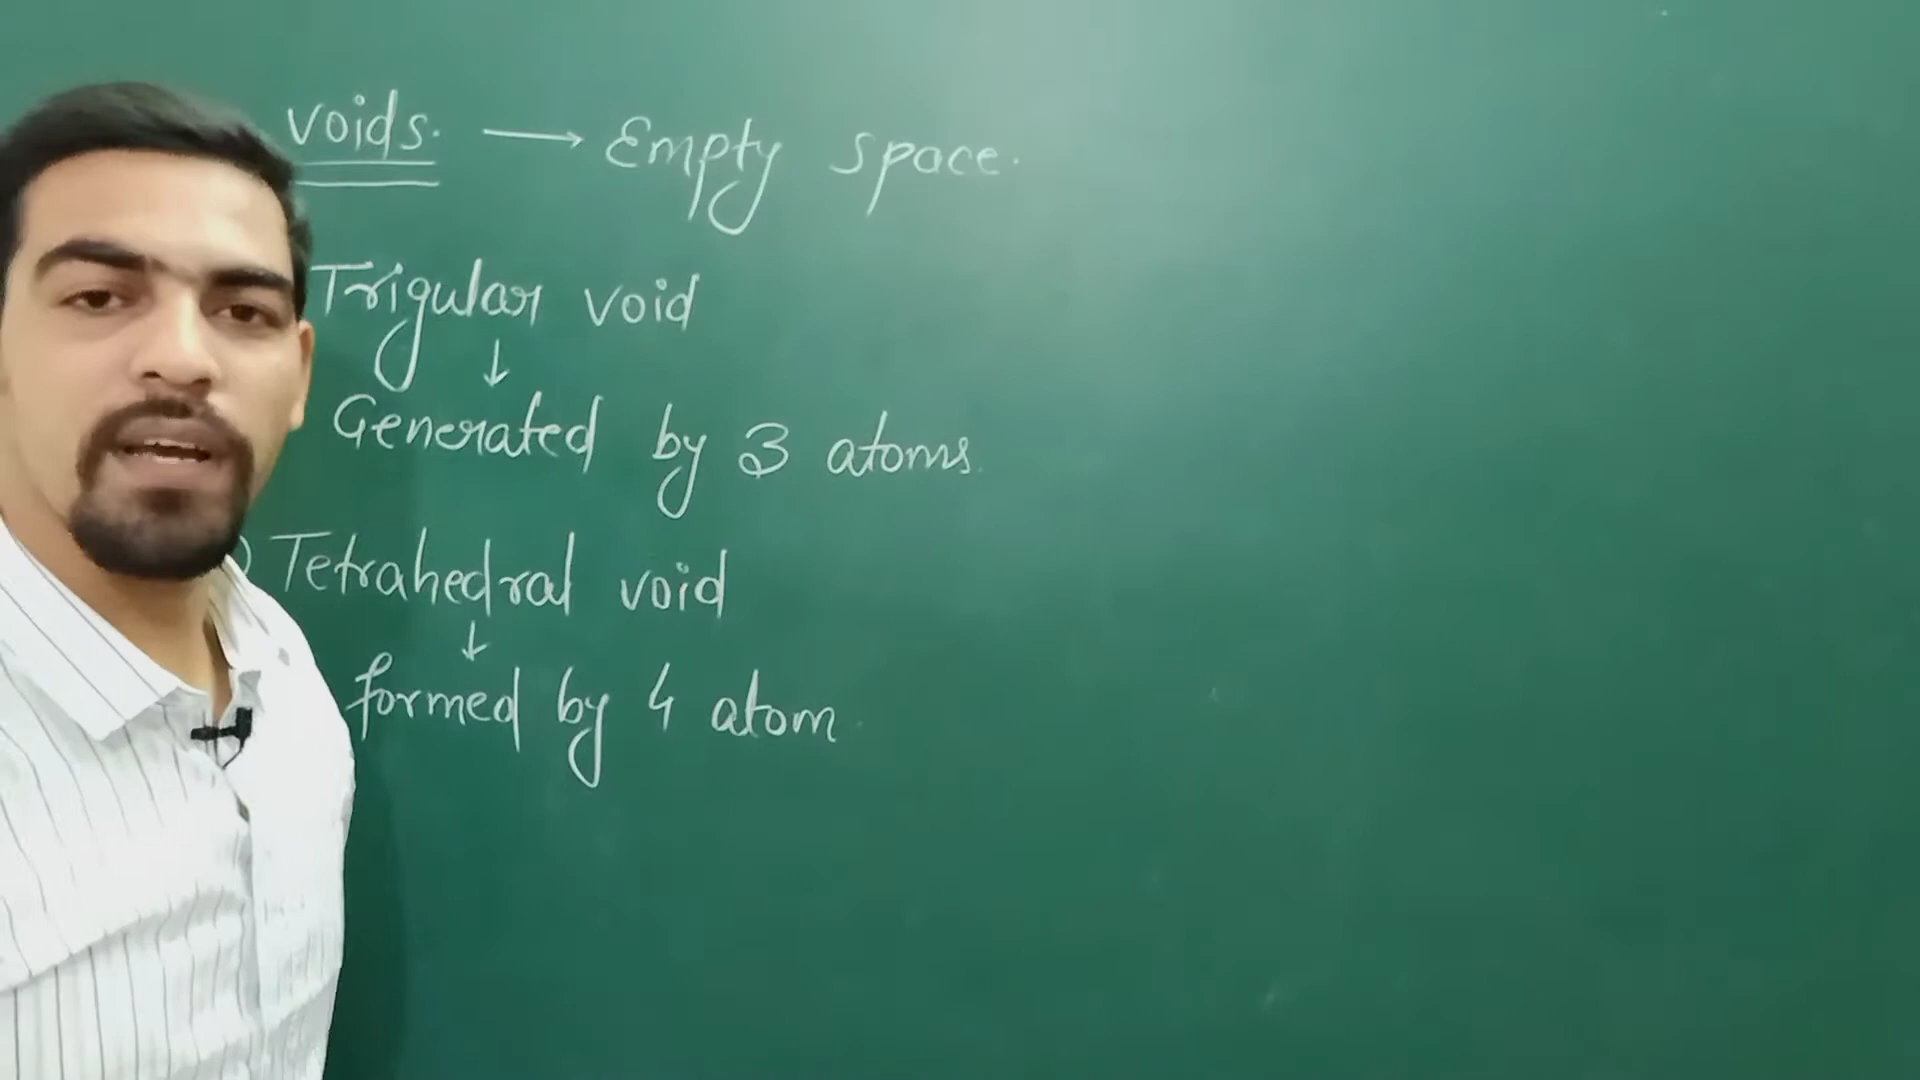 voids. → Empty space.
Trigular void
↓
Generated by 3 atoms.
) Tetrahedral void
↓
formed by 4 atom.